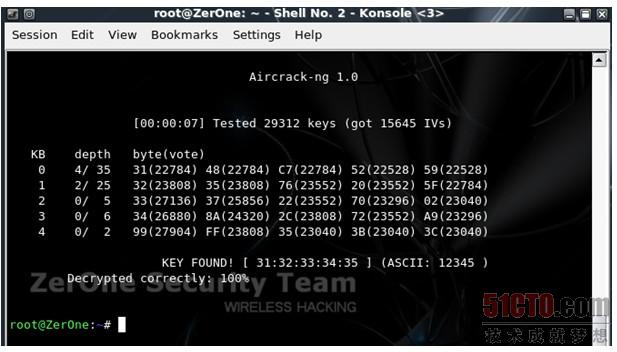 root@ZerOne: ~ - Shell No. 2 - Konsole <3>
Session Edit View Bookmarks Settings Help
Aircrack-ng 1.0
[00:00:07] Tested 29312 keys (got 15645 IVs)
KB depth byte(vote)
0 4/ 35 31(22784) 48(22784) C7(22784) 52(22528) 59(22528)
1 2/ 25 32(23808) 35(23808) 76(23552) 20(23552) 5F(22784)
2 0/ 5 33(27136) 37(25856) 22(23552) 70(23296) 02(23040)
3 0/ 6 34(26880) 8A(24320) 2C(23808) 72(23552) A9(23296)
4 0/ 2 99(27904) FF(23808) 35(23040) 3B(23040) 3C(23040)
KEY FOUND! [ 31:32:33:34:35 ] (ASCII: 12345 )
Decrypted correctly: 100%
ZerOne Security Team
WIRELESS HACKING
51CTO.com
技术成就梦想
root@ZerOne:~#